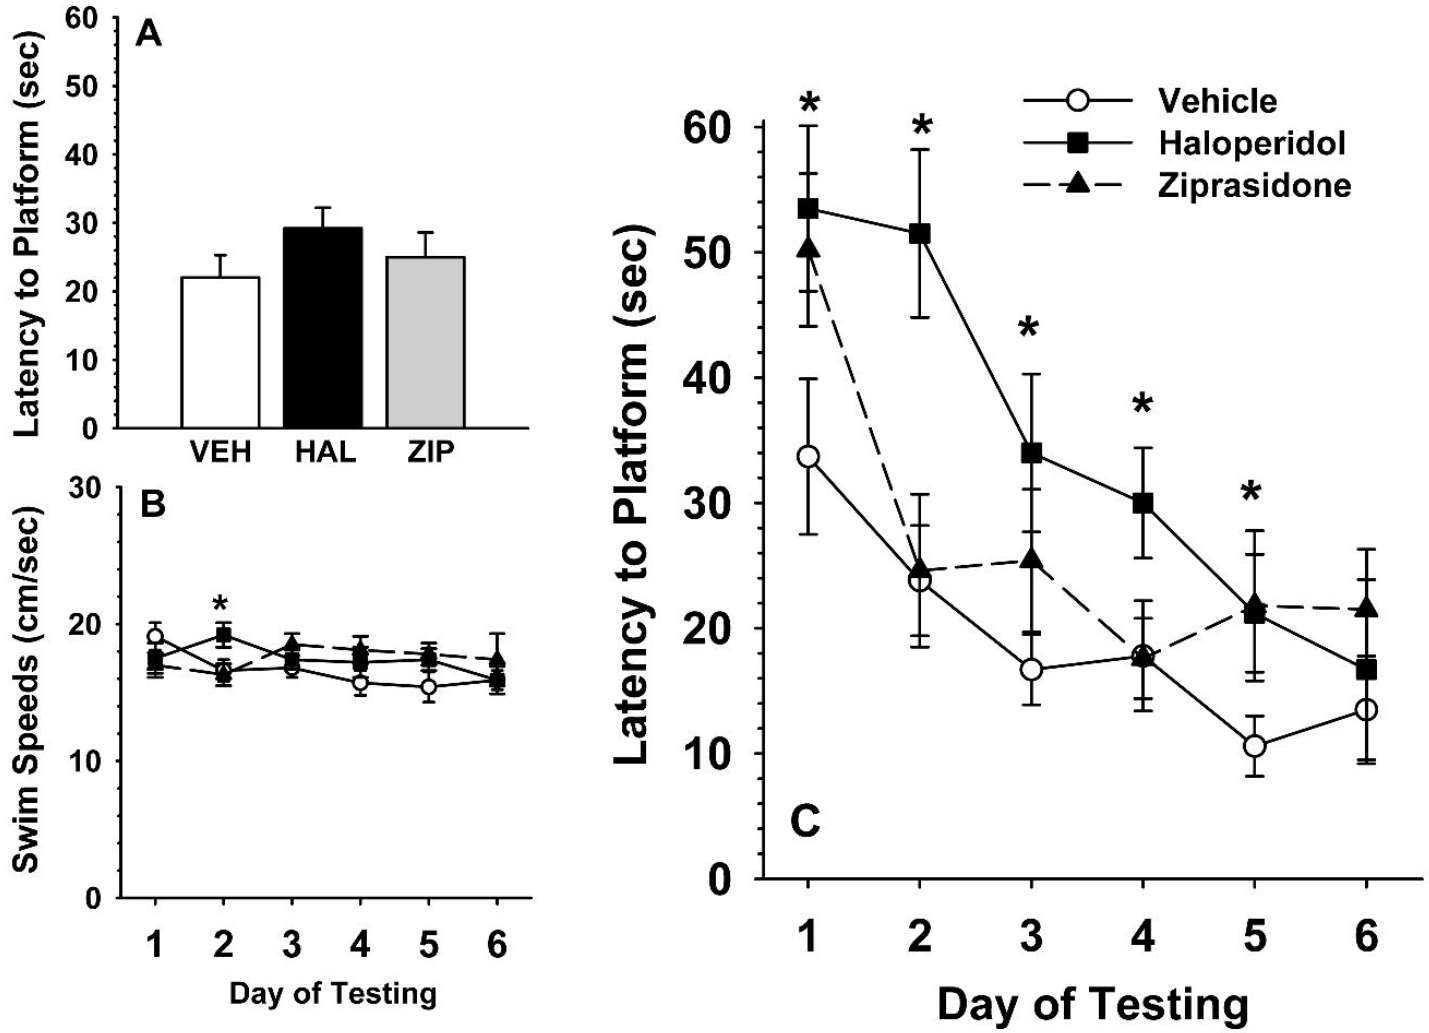 A
Latency to Platform (sec)
60
50
40
30
20
10
0
VEH HAL ZIP
B
Swim Speeds (cm/sec)
30
20
10
0
*
1 2 3 4 5 6
Day of Testing
Vehicle
Haloperidol
Ziprasidone
Latency to Platform (sec)
60
50
40
30
20
10
0
* * * * *
C
1 2 3 4 5 6
Day of Testing